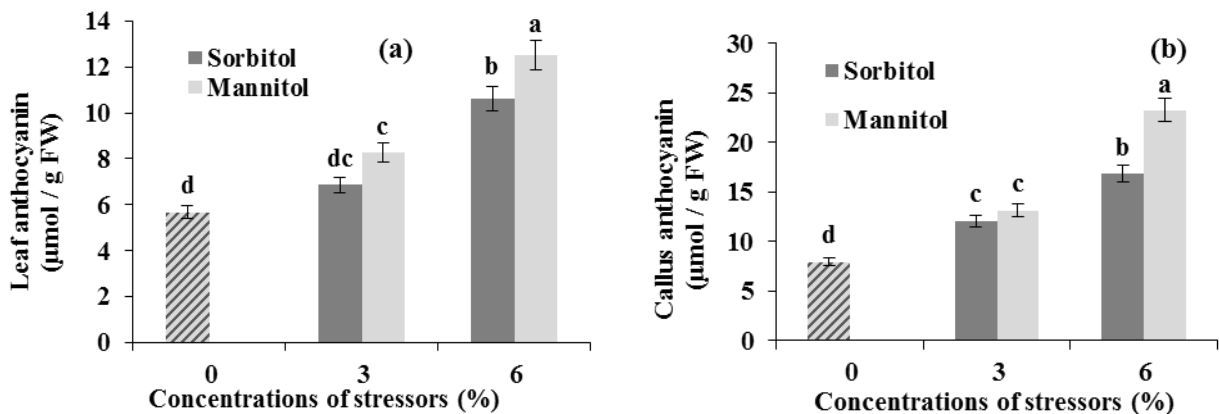 14
12
10
8
6
4
2
0
Leaf anthocyanin
(μmol / g FW)
Sorbitol
Mannitol
(a)
d
dc
c
b
a
0
3
6
Concentrations of stressors (%)
30
25
20
15
10
5
0
Callus anthocyanin
(μmol / g FW)
Sorbitol
Mannitol
(b)
d
c
c
b
a
0
3
6
Concentrations of stressors (%)